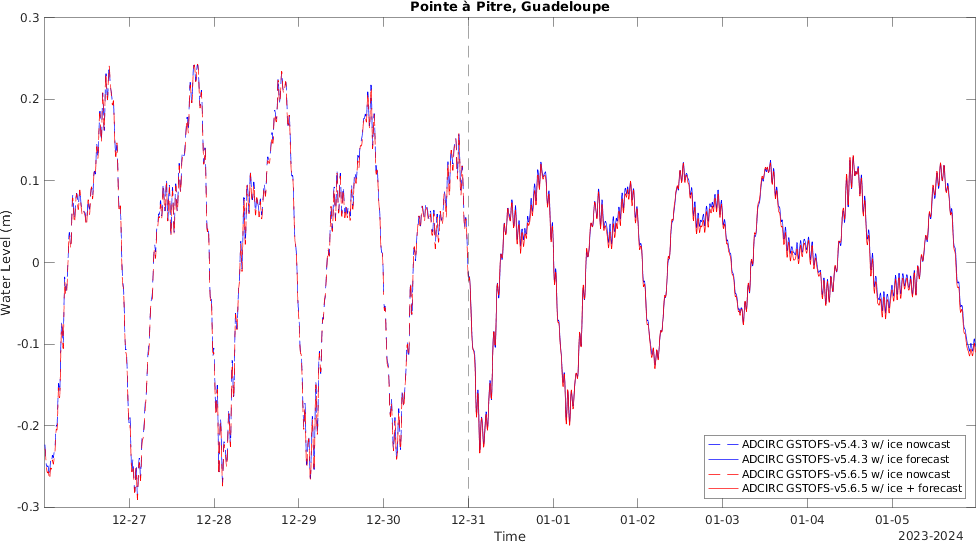 Pointe à Pitre, Guadeloupe
0.3
0.2
0.1
0
-0.1
-0.2
-0.3
Water Level (m)
ADCIRC GSTOFS-v5.4.3 w/ ice nowcast
ADCIRC GSTOFS-v5.4.3 w/ ice forecast
ADCIRC GSTOFS-v5.6.5 w/ ice nowcast
ADCIRC GSTOFS-v5.6.5 w/ ice + forecast
12-27 12-28 12-29 12-30 12-31 01-01 01-02 01-03 01-04 01-05
Time
2023-2024